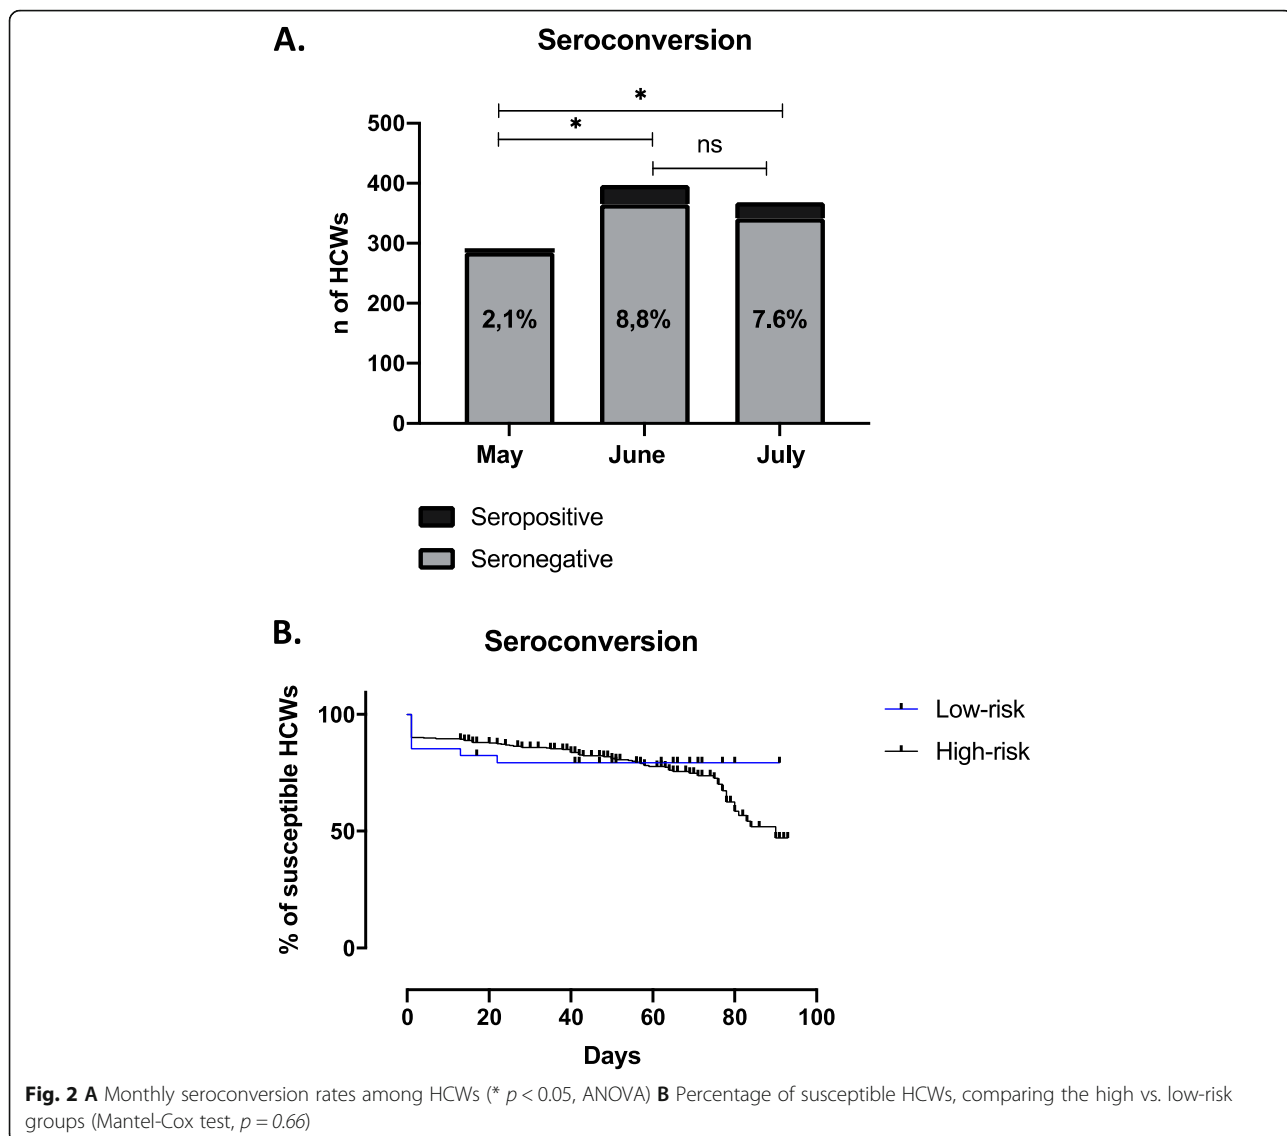 A.
Seroconversion
*
*
ns
500
400
300
200
100
0
n of HCWs
2,1%
8,8%
7.6%
May
June
July
Seropositive
Seronegative
B.
Seroconversion
% of susceptible HCWs
100
50
0
Low-risk
High-risk
0
20
40
60
80
100
Days
Fig. 2 A Monthly seroconversion rates among HCWs (* p < 0.05, ANOVA) B Percentage of susceptible HCWs, comparing the high vs. low-risk
groups (Mantel-Cox test, p = 0.66)